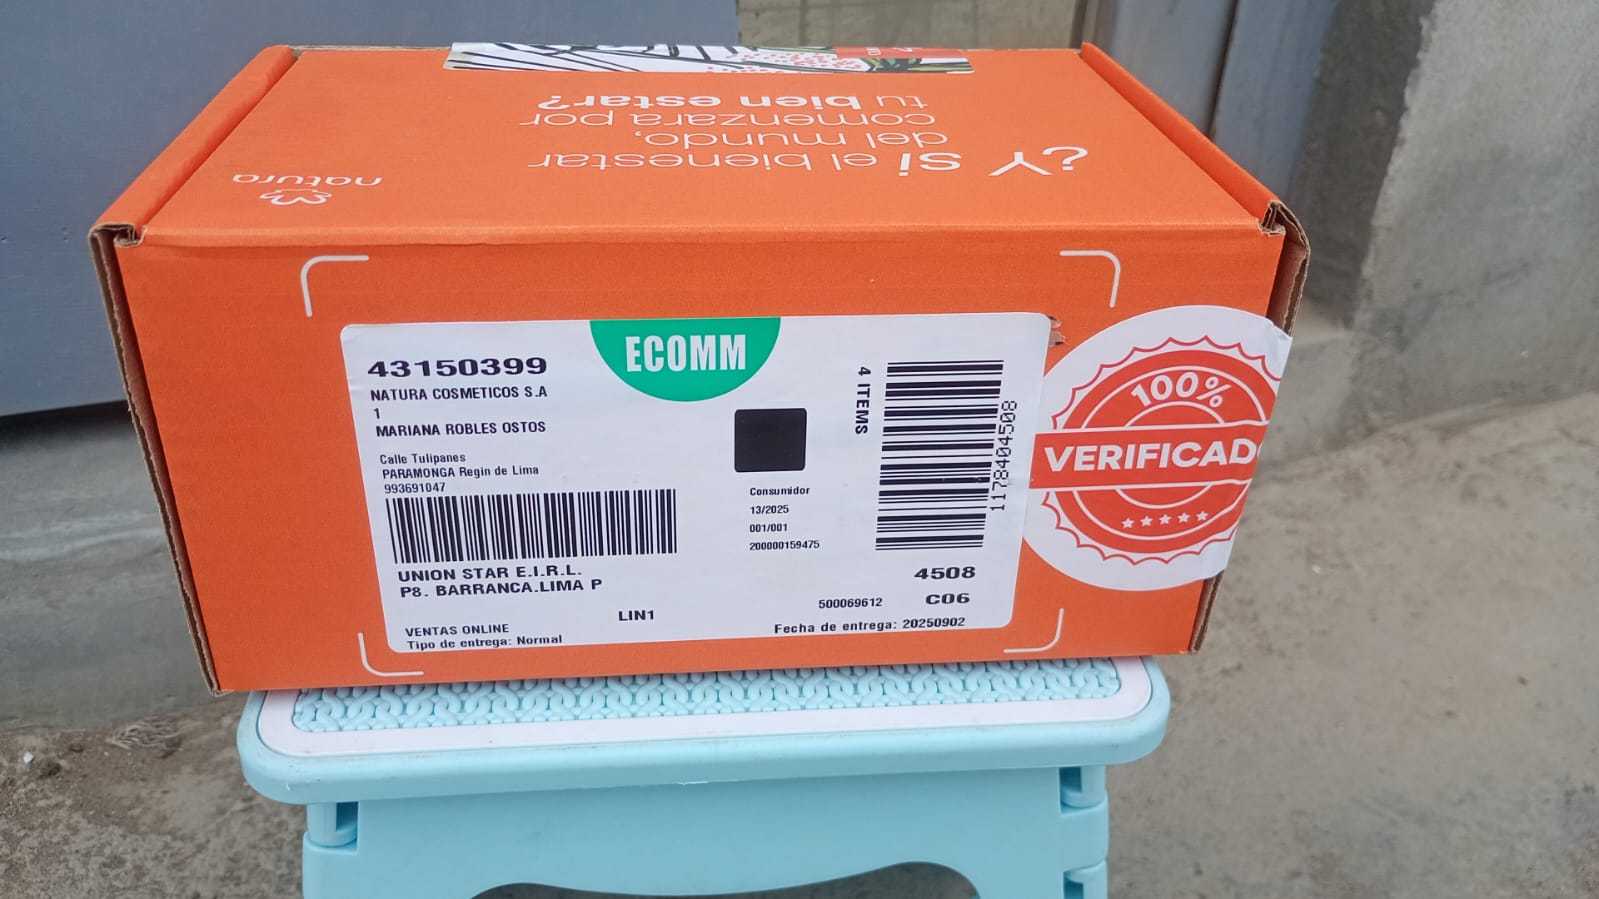 ¿Y si el bienestar
del mundo,
comenzara por
tu bien estar?
natura
ECOMM
43150399
NATURA COSMETICOS S.A
1
MARIANA ROBLES OSTOS
Calle Tulipanes
PARAMONGA Regin de Lima
993691047
UNION STAR E.I.R.L.
P8. BARRANCA.LIMA P
LIN1
VENTAS ONLINE
Tipo de entrega: Normal
Consumidor
13/2025
001/001
200000159475
4 ITEMS
1178404508
4508
500069612 C06
Fecha de entrega: 20250902
100%
VERIFICADO